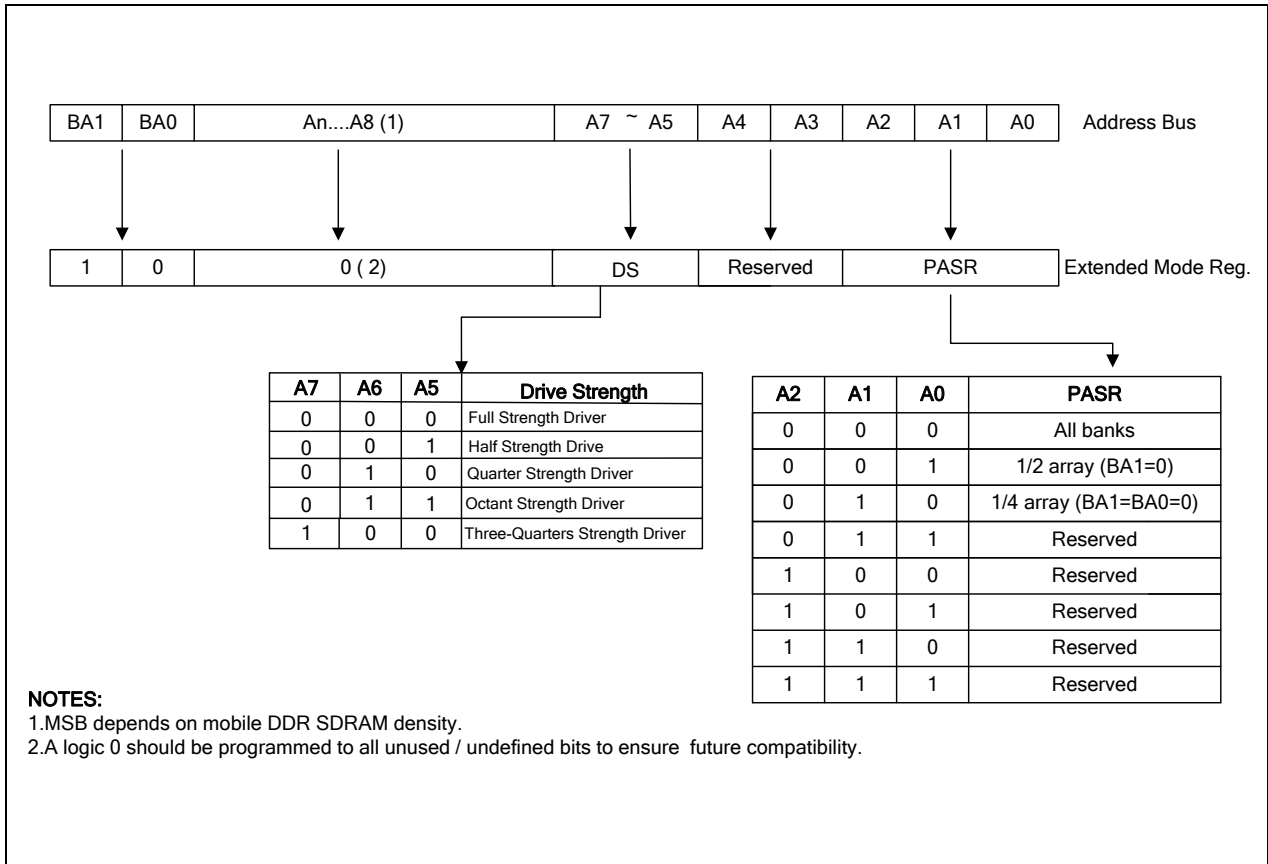 BA1 BA0 An....A8 (1) A7 ~ A5 A4 A3 A2 A1 A0 Address Bus
1 0 0 ( 2) DS Reserved PASR Extended Mode Reg.
A7 A6 A5 Drive Strength
0 0 0 Full Strength Driver
0 0 1 Half Strength Drive
0 1 0 Quarter Strength Driver
0 1 1 Octant Strength Driver
1 0 0 Three-Quarters Strength Driver
A2 A1 A0 PASR
0 0 0 All banks
0 0 1 1/2 array (BA1=0)
0 1 0 1/4 array (BA1=BA0=0)
0 1 1 Reserved
1 0 0 Reserved
1 0 1 Reserved
1 1 0 Reserved
1 1 1 Reserved
NOTES:
1.MSB depends on mobile DDR SDRAM density.
2.A logic 0 should be programmed to all unused / undefined bits to ensure future compatibility.